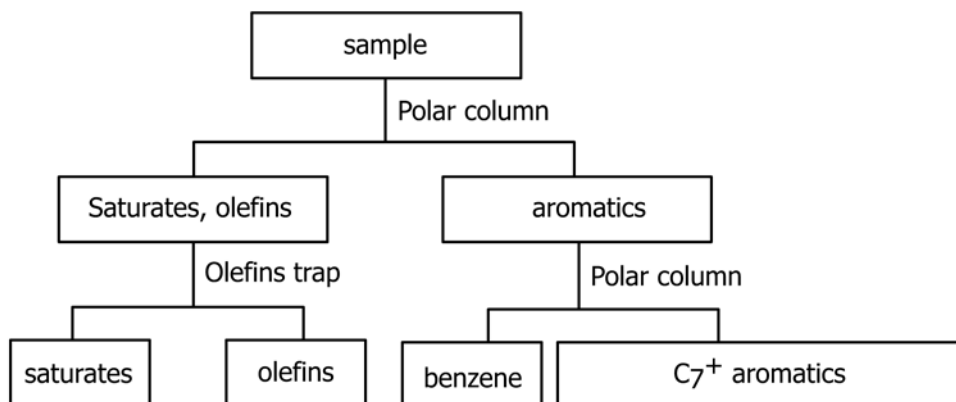 sample
Polar column
Saturates, olefins
aromatics
Olefins trap
Polar column
saturates
olefins
benzene
C7+ aromatics